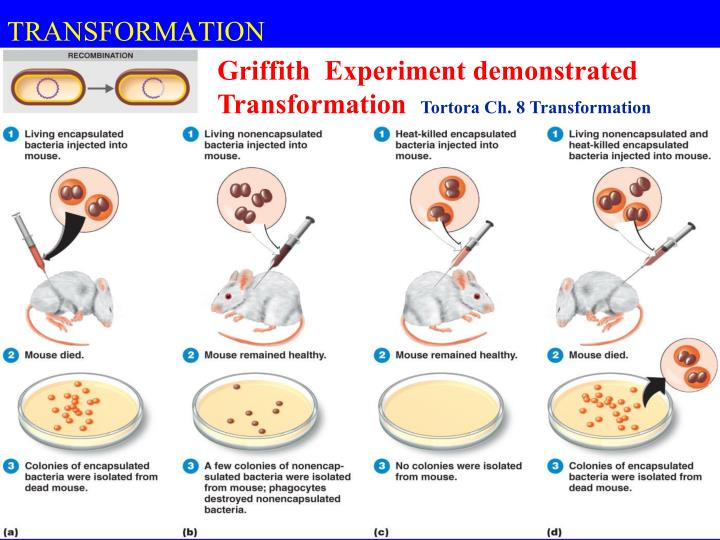 TRANSFORMATION
RECOMBINATION
Griffith Experiment demonstrated
Transformation Tortora Ch. 8 Transformation
1 Living encapsulated
bacteria injected into
mouse.
2 Mouse died.
3 Colonies of encapsulated
bacteria were isolated from
dead mouse.
(a)
1 Living nonencapsulated
bacteria injected into
mouse.
2 Mouse remained healthy.
3 A few colonies of nonencap-
sulated bacteria were isolated
from mouse; phagocytes
destroyed nonencapsulated
bacteria.
(b)
1 Heat-killed encapsulated
bacteria injected into
mouse.
2 Mouse remained healthy.
3 No colonies were isolated
from mouse.
(c)
1 Living nonencapsulated and
heat-killed encapsulated
bacteria injected into mouse.
2 Mouse died.
3 Colonies of encapsulated
bacteria were isolated from
dead mouse.
(d)